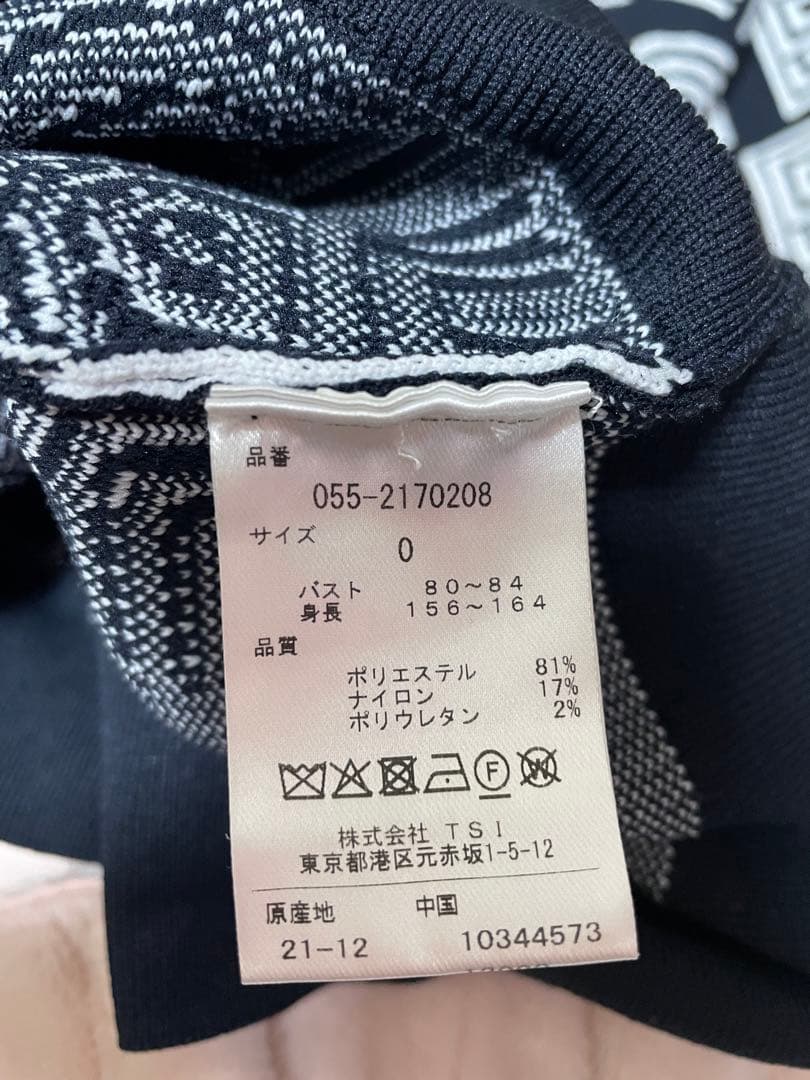 品番
055-2170208
サイズ
0
バスト 80～84
身長 156～164
品質
ポリエステル 81%
ナイロン 17%
ポリウレタン 2%
F W
株式会社 TSI
東京都港区元赤坂1-5-12
原産地 中国
21-12 10344573